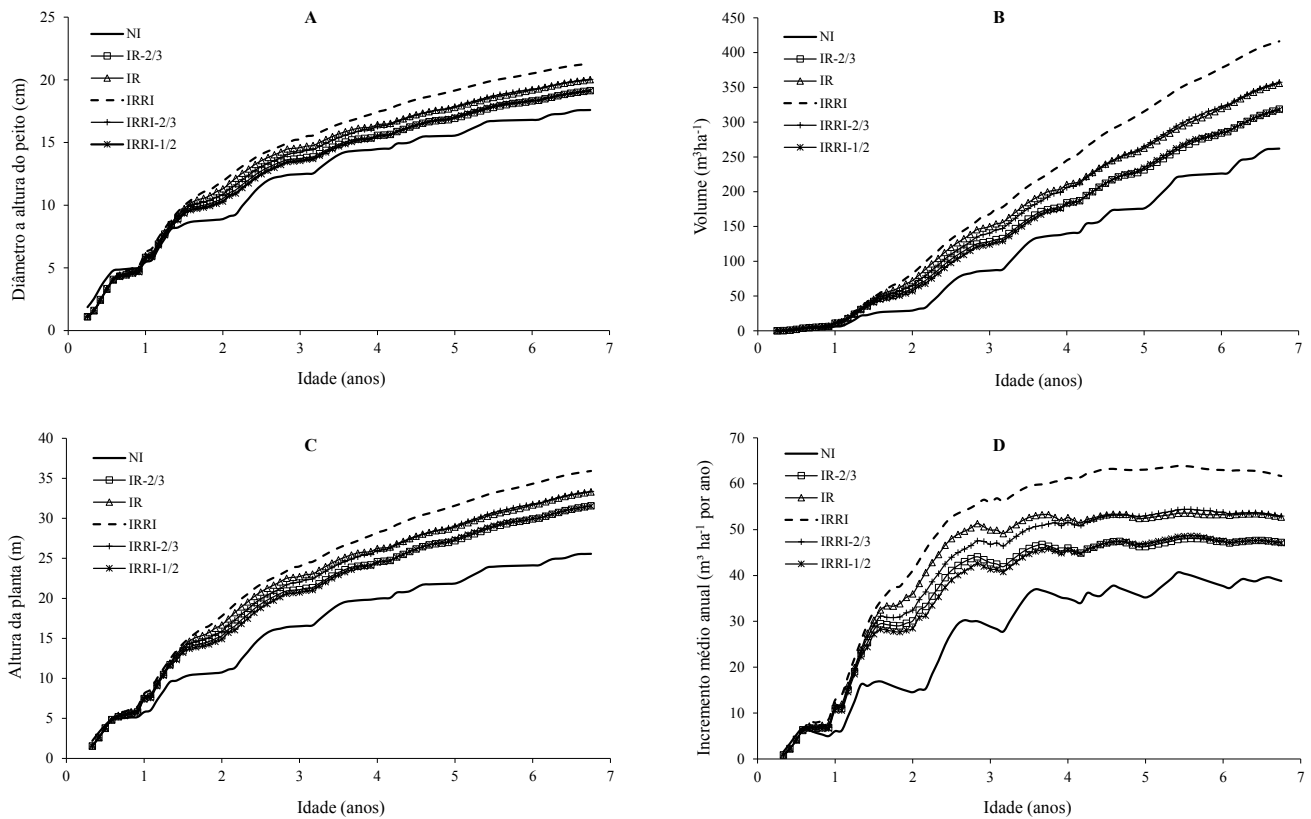 A
Diâmetro a altura do peito (cm)
25
20
15
10
5
0
NI
IR-2/3
IR
IRRI
IRRI-2/3
IRRI-1/2
0 1 2 3 4 5 6 7
Idade (anos)
B
Volume (m³ha⁻¹)
450
400
350
300
250
200
150
100
50
0
NI
IR-2/3
IR
IRRI
IRRI-2/3
IRRI-1/2
0 1 2 3 4 5 6 7
Idade (anos)
C
Altura da planta (m)
40
35
30
25
20
15
10
5
0
NI
IR-2/3
IR
IRRI
IRRI-2/3
IRRI-1/2
0 1 2 3 4 5 6 7
Idade (anos)
D
Incremento médio anual (m³ ha⁻¹ por ano)
70
60
50
40
30
20
10
0
NI
IR-2/3
IR
IRRI
IRRI-2/3
IRRI-1/2
0 1 2 3 4 5 6 7
Idade (anos)